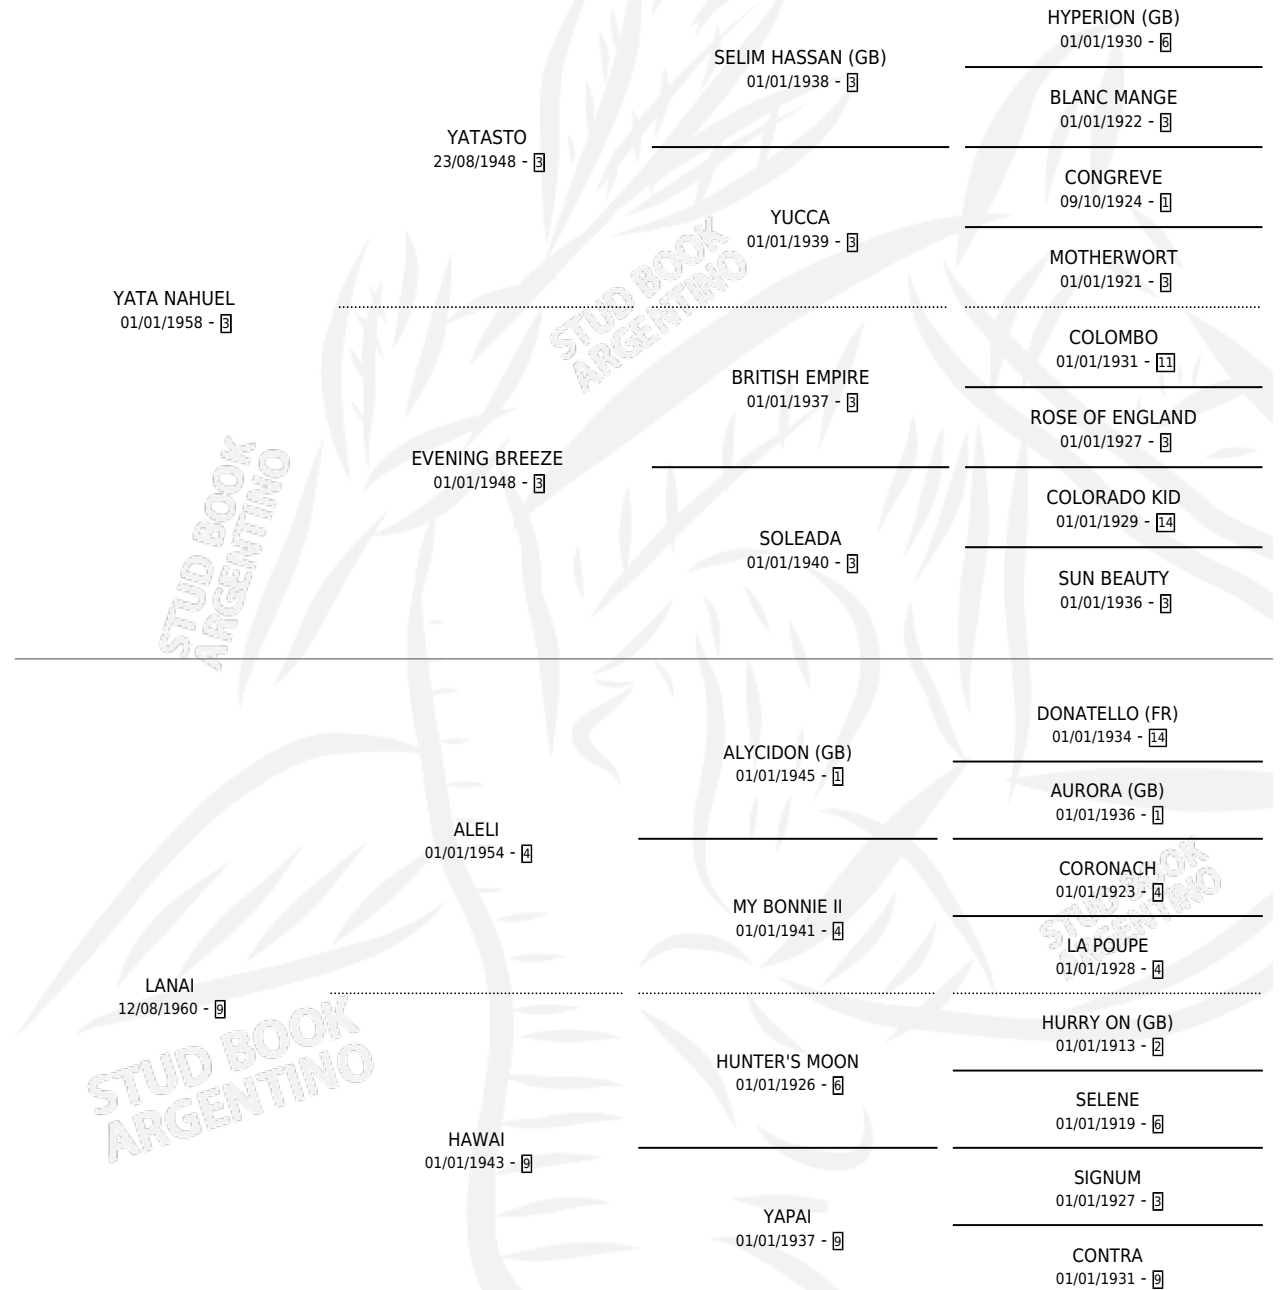 HYPERION (GB)
01/01/1930 - 6
SELIM HASSAN (GB)
01/01/1938 - 3
BLANC MANGE
01/01/1922 - 3
YATASTO
23/08/1948 - 3
CONGREVE
09/10/1924 - 1
YUCCA
01/01/1939 - 3
MOTHERWORT
01/01/1921 - 3
YATA NAHUEL
01/01/1958 - 3
COLOMBO
01/01/1931 - 11
BRITISH EMPIRE
01/01/1937 - 3
ROSE OF ENGLAND
01/01/1927 - 3
EVENING BREEZE
01/01/1948 - 3
COLORADO KID
01/01/1929 - 14
SOLEADA
01/01/1940 - 3
SUN BEAUTY
01/01/1936 - 3
STUD BOOK
ARGENTINO
STUD BOOK
ARGENTINO
DONATELLO (FR)
01/01/1934 - 14
ALYCIDON (GB)
01/01/1945 - 1
AURORA (GB)
01/01/1936 - 1
ALELI
01/01/1954 - 4
CORONACH
01/01/1923 - 4
MY BONNIE II
01/01/1941 - 4
LA POUPE
01/01/1928 - 4
LANAI
12/08/1960 - 9
HURRY ON (GB)
01/01/1913 - 2
HUNTER'S MOON
01/01/1926 - 6
SELENE
01/01/1919 - 6
HAWAI
01/01/1943 - 9
SIGNUM
01/01/1927 - 3
YAPAI
01/01/1937 - 9
CONTRA
01/01/1931 - 9
STUD BOOK
ARGENTINO
STUD BOOK
ARGENTINO